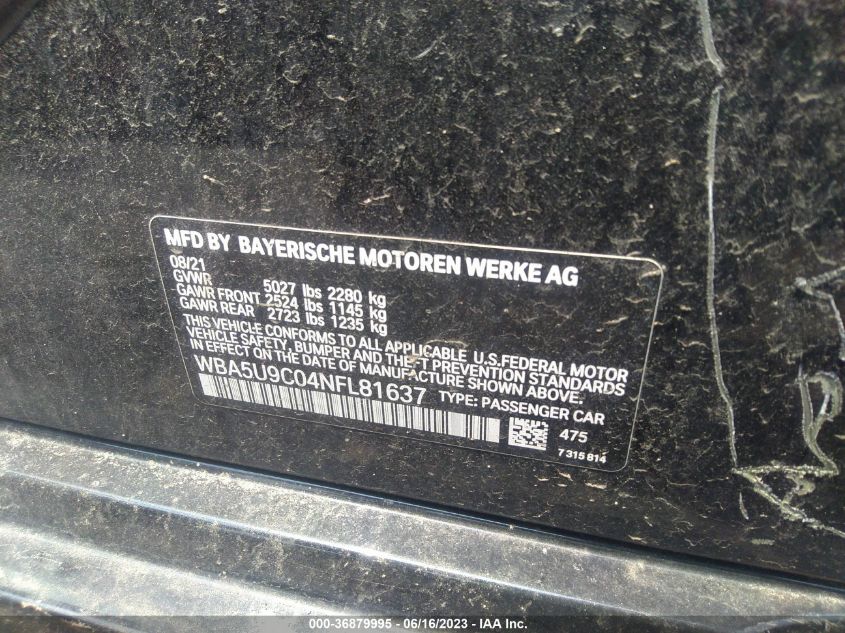 MFD BY BAYERISCHE MOTOREN WERKE AG
08/21
GVWR 5027 lbs 2280 kg
GAWR FRONT 2524 lbs 1145 kg
GAWR REAR 2723 lbs 1235 kg
THIS VEHICLE CONFORMS TO ALL APPLICABLE U.S.FEDERAL MOTOR
VEHICLE SAFETY, BUMPER AND THEFT PREVENTION STANDARDS
IN EFFECT ON THE DATE OF MANUFACTURE SHOWN ABOVE.
WBA5U9C04NFL81637 TYPE: PASSENGER CAR
475
7 315 814
000-36879995 - 06/16/2023 - IAA Inc.